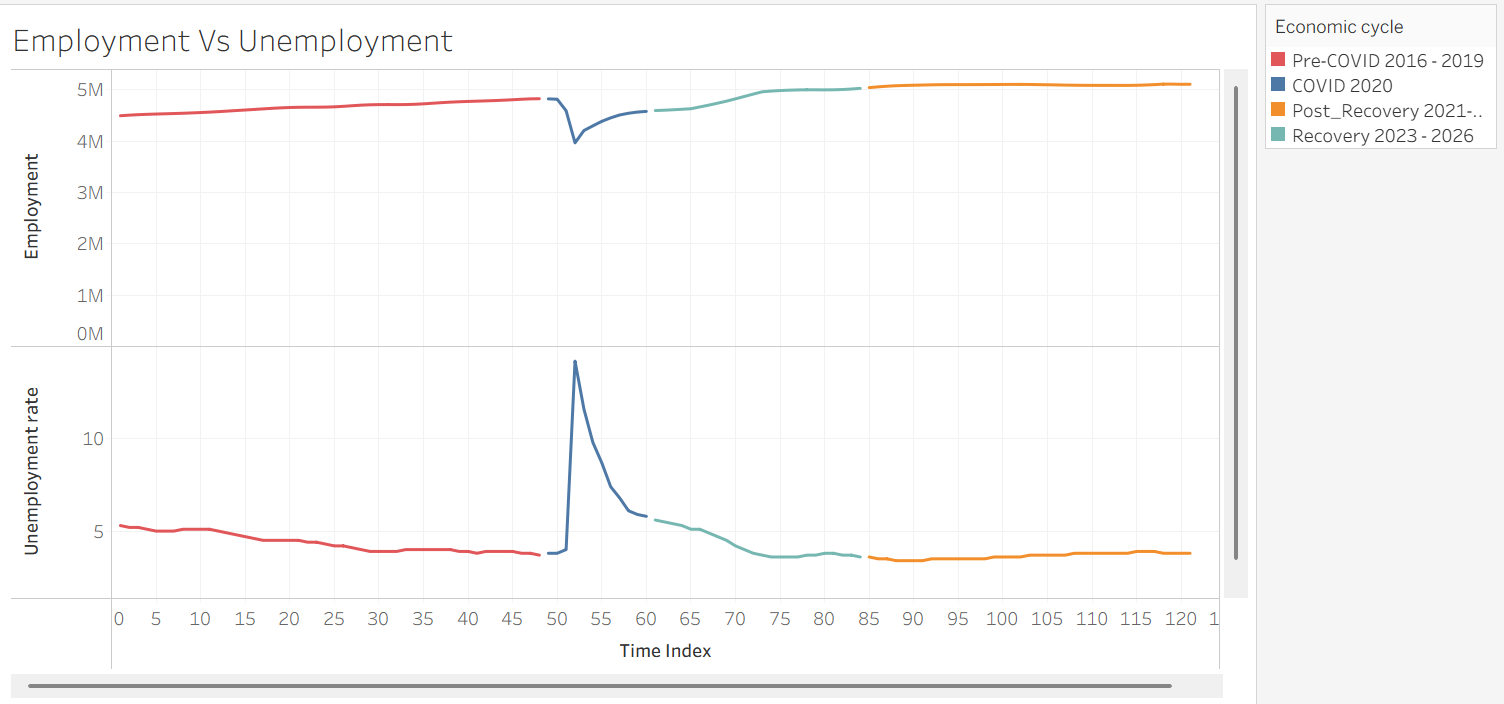 Employment Vs Unemployment
Economic cycle
Pre-COVID 2016 - 2019
COVID 2020
Post_Recovery 2021-..
Recovery 2023 - 2026
Employment
5M
4M
3M
2M
1M
0M
Unemployment rate
10
5
0 5 10 15 20 25 30 35 40 45 50 55 60 65 70 75 80 85 90 95 100 105 110 115 120 1
Time Index